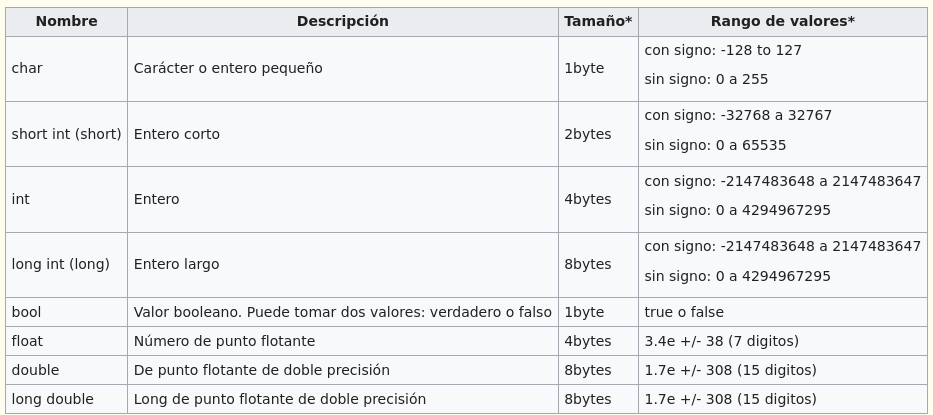 Nombre Descripción Tamaño* Rango de valores*
char Carácter o entero pequeño 1byte con signo: -128 to 127
sin signo: 0 a 255
short int (short) Entero corto 2bytes con signo: -32768 a 32767
sin signo: 0 a 65535
int Entero 4bytes con signo: -2147483648 a 2147483647
sin signo: 0 a 4294967295
long int (long) Entero largo 8bytes con signo: -2147483648 a 2147483647
sin signo: 0 a 4294967295
bool Valor booleano. Puede tomar dos valores: verdadero o falso 1byte true o false
float Número de punto flotante 4bytes 3.4e +/- 38 (7 digitos)
double De punto flotante de doble precisión 8bytes 1.7e +/- 308 (15 digitos)
long double Long de punto flotante de doble precisión 8bytes 1.7e +/- 308 (15 digitos)